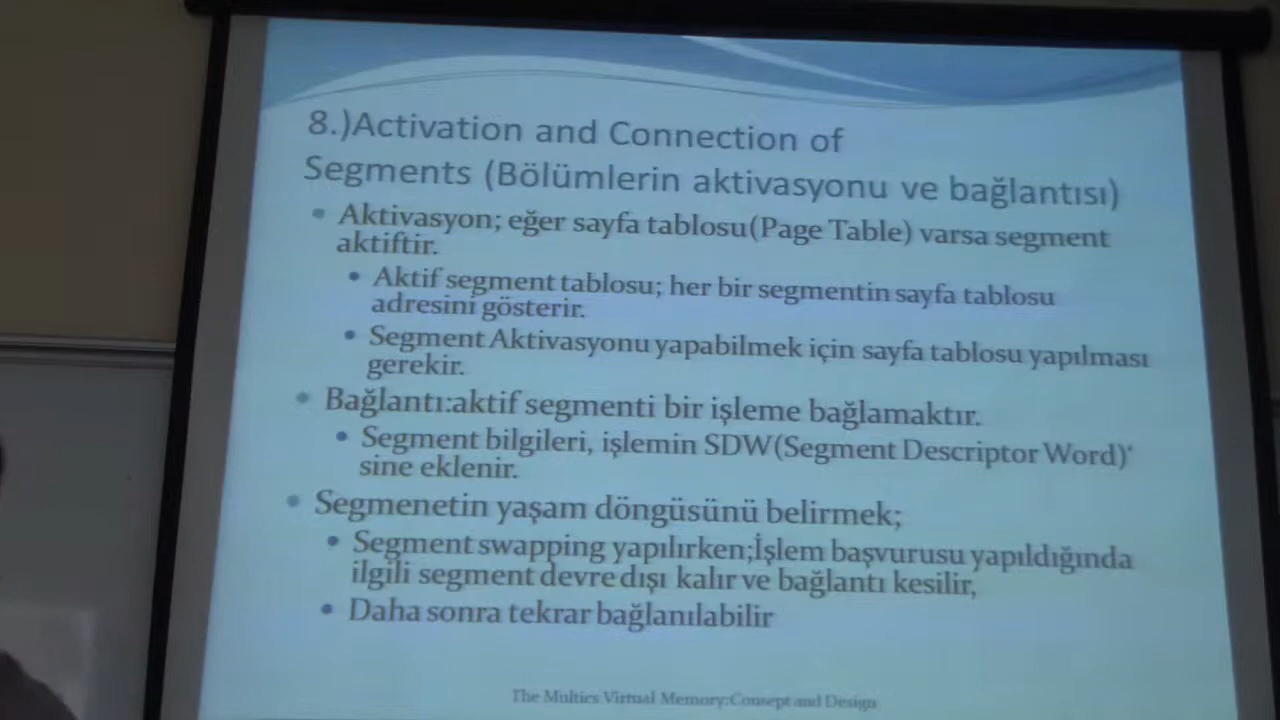 8.)Activation and Connection of
Segments (Bölümlerin aktivasyonu ve bağlantısı)
Aktivasyon; eğer sayfa tablosu(Page Table) varsa segment
aktiftir.
Aktif segment tablosu; her bir segmentin sayfa tablosu
adresini gösterir.
Segment Aktivasyonu yapabilmek için sayfa tablosu yapılması
gerekir.
Bağlantı:aktif segmenti bir işleme bağlamaktır.
Segment bilgileri, işlemin SDW(Segment Descriptor Word)'
sine eklenir.
Segmenetin yaşam döngüsünü belirmek;
Segment swapping yapılırken;İşlem başvurusu yapıldığında
ilgili segment devre dışı kalır ve bağlantı kesilir,
Daha sonra tekrar bağlanılabilir
The Multics Virtual Memory:Consept and Design